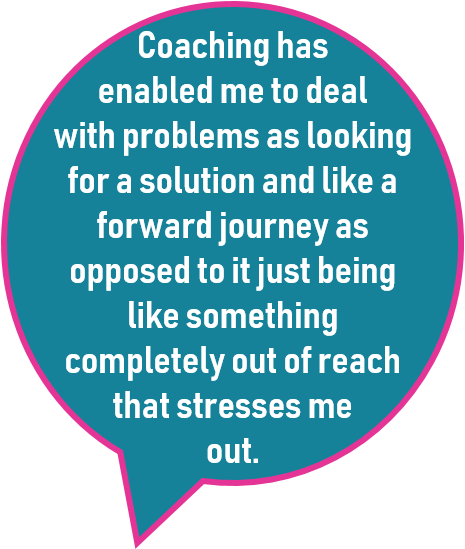 Coaching has
enabled me to deal
with problems as looking
for a solution and like a
forward journey as
opposed to it just being
like something
completely out of reach
that stresses me
out.